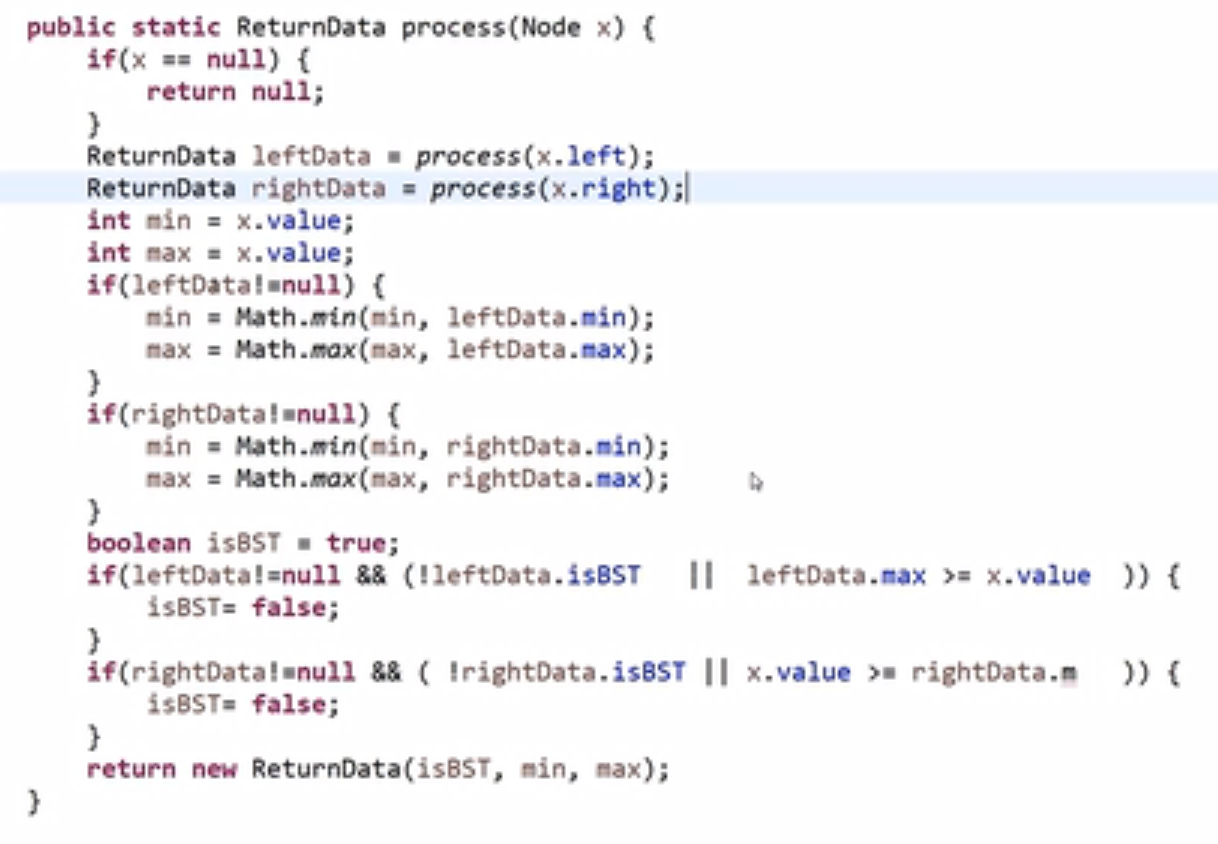 public static ReturnData process(Node x) {
    if(x == null) {
        return null;
    }
    ReturnData leftData = process(x.left);
    ReturnData rightData = process(x.right);
    int min = x.value;
    int max = x.value;
    if(leftData!=null) {
        min = Math.min(min, leftData.min);
        max = Math.max(max, leftData.max);
    }
    if(rightData!=null) {
        min = Math.min(min, rightData.min);
        max = Math.max(max, rightData.max);
    }
    boolean isBST = true;
    if(leftData!=null && (!leftData.isBST   ||  leftData.max >= x.value  )) {
        isBST= false;
    }
    if(rightData!=null && ( !rightData.isBST || x.value >= rightData.m   )) {
        isBST= false;
    }
    return new ReturnData(isBST, min, max);
}